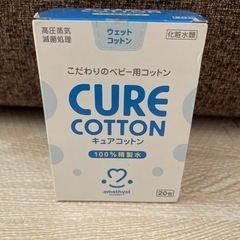 高圧蒸気
滅菌処理
ウェット
コットン
化粧水類
こだわりのベビー用コットン
CURE
COTTON
キュアコットン
100%精製水
amethyst
20包